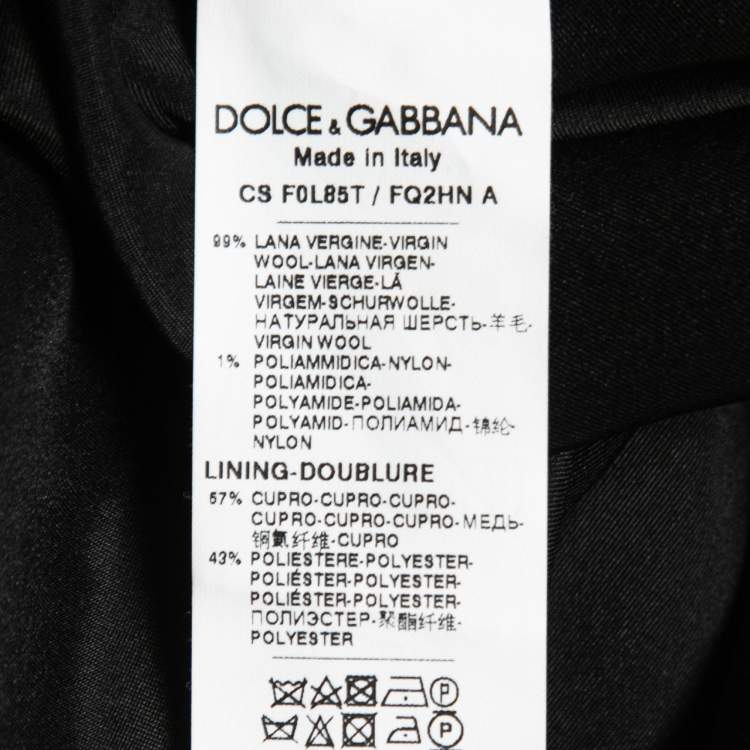 DOLCE & GABBANA
Made in Italy
CS F0L85T / FQ2HN A
99% LANA VERGINE-VIRGIN
WOOL-LANA VIRGEN-
LAINE VIERGE-LÃ
VIRGEM-SCHURWOLLE-
НАТУРАЛЬНАЯ ШЕРСТЬ-羊毛-
VIRGIN WOOL
1% POLIAMMIDICA-NYLON-
POLIAMIDICA-
POLYAMIDE-POLIAMIDA-
POLYAMID-ПОЛИАМИД-锦纶-
NYLON
LINING-DOUBLURE
57% CUPRO-CUPRO-CUPRO-
CUPRO-CUPRO-CUPRO-МЕДЬ-
铜氨纤维-CUPRO
43% POLIESTERE-POLYESTER-
POLIÉSTER-POLYESTER-
POLIÉSTER-POLYESTER-
ПОЛИЭСТЕР-聚酯纤维-
POLYESTER
P
P